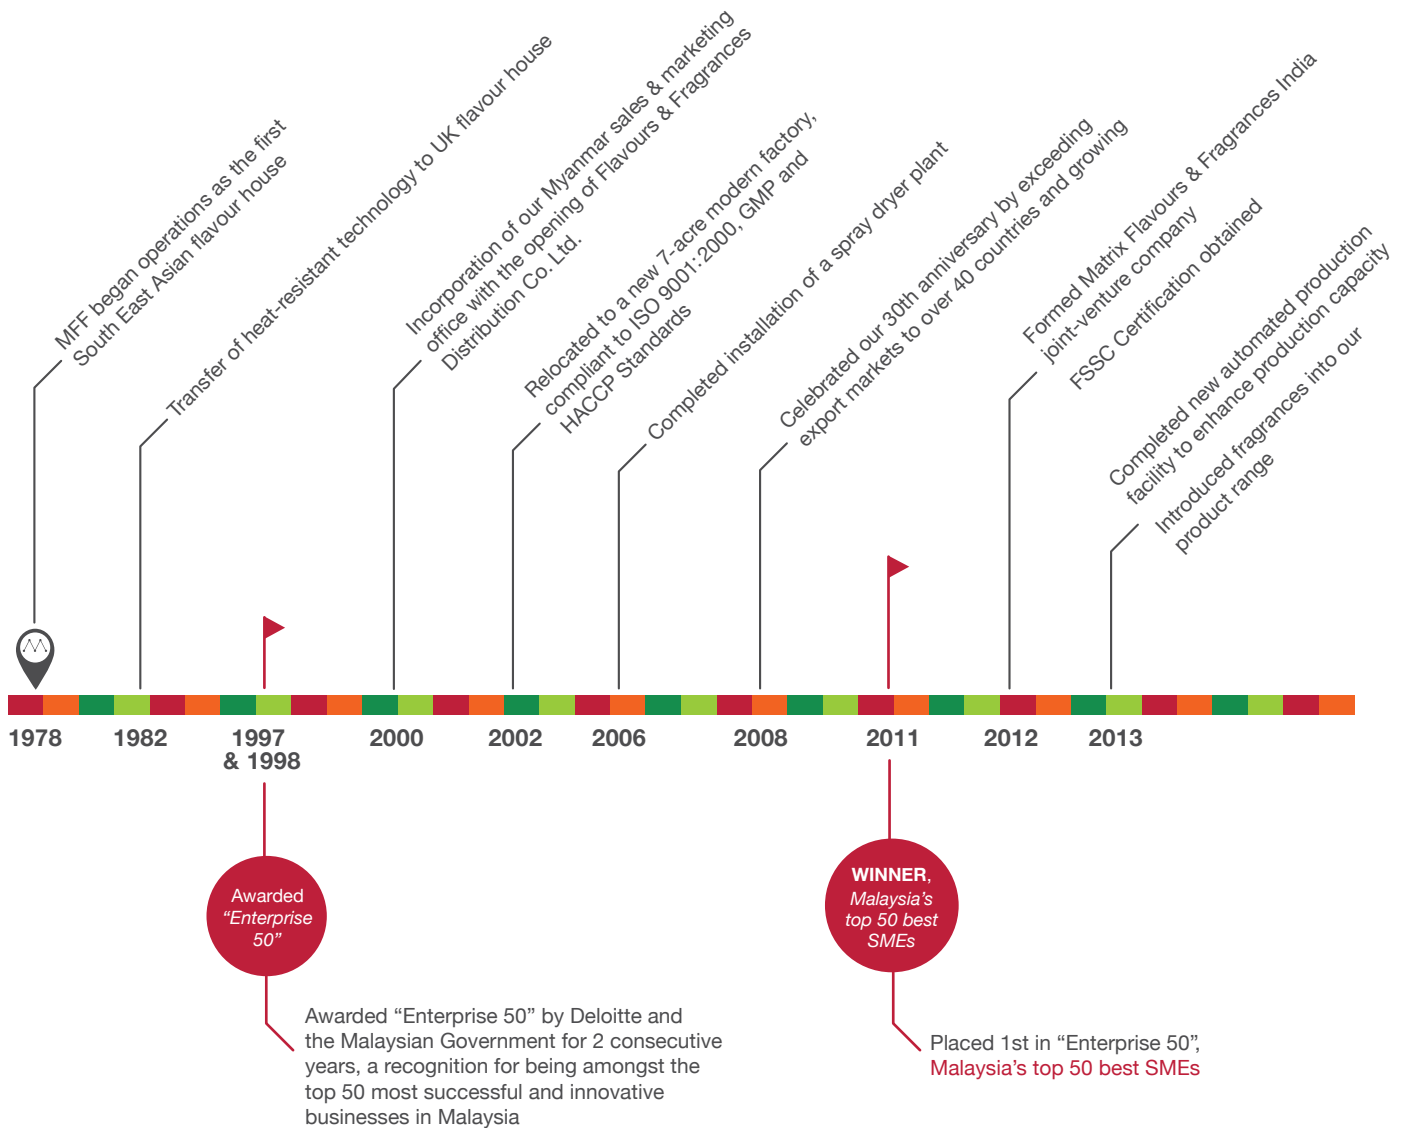 MFF began operations as the first
South East Asian flavour house
Transfer of heat-resistant technology to UK flavour house
Incorporation of our Myanmar sales & marketing
office with the opening of Flavours & Fragrances
Distribution Co. Ltd.
Relocated to a new 7-acre modern factory,
compliant to ISO 9001:2000, GMP and
HACCP Standards
Completed installation of a spray dryer plant
Celebrated our 30th anniversary by exceeding
export markets to over 40 countries and growing
Formed Matrix Flavours & Fragrances India
joint-venture company
FSSC Certification obtained
Completed new automated production
facility to enhance production capacity
Introduced fragrances into our
product range
1978
1982
1997
& 1998
2000
2002
2006
2008
2011
2012
2013
Awarded
“Enterprise
50”
Awarded “Enterprise 50” by Deloitte and
the Malaysian Government for 2 consecutive
years, a recognition for being amongst the
top 50 most successful and innovative
businesses in Malaysia
WINNER,
Malaysia’s
top 50 best
SMEs
Placed 1st in “Enterprise 50”,
Malaysia’s top 50 best SMEs